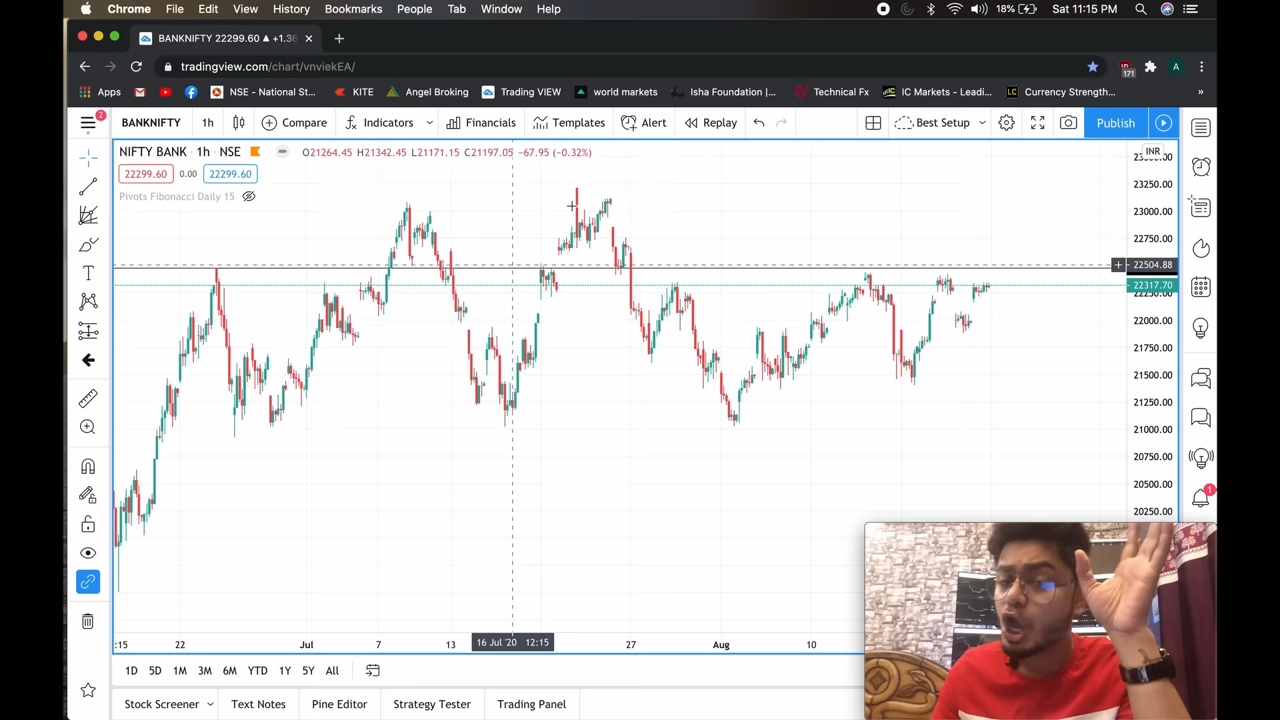 Chrome File Edit View History Bookmarks People Tab Window Help 18% Sat 11:15 PM
BANKNIFTY 22299.60 ▲ +1.36
tradingview.com/chart/vnviekEA/ 171 A
Apps NSE - National St... KITE Angel Broking Trading VIEW world markets Isha Foundation |... Technical Fx IC Markets - Leadi... Currency Strength... »
2 BANKNIFTY 1h Compare Indicators Financials Templates Alert Replay Best Setup Publish
NIFTY BANK · 1h · NSE O21264.45 H21342.45 L21171.15 C21197.05 −67.95 (−0.32%) INR
22299.60 0.00 22299.60
Pivots Fibonacci Daily 15
23250.00
23000.00
22750.00
22504.88
22317.70
22000.00
21750.00
21500.00
21250.00
21000.00
20750.00
20500.00
20250.00
1
:15 22 Jul 7 13 16 Jul '20 12:15 27 Aug 10
1D 5D 1M 3M 6M YTD 1Y 5Y All
Stock Screener Text Notes Pine Editor Strategy Tester Trading Panel